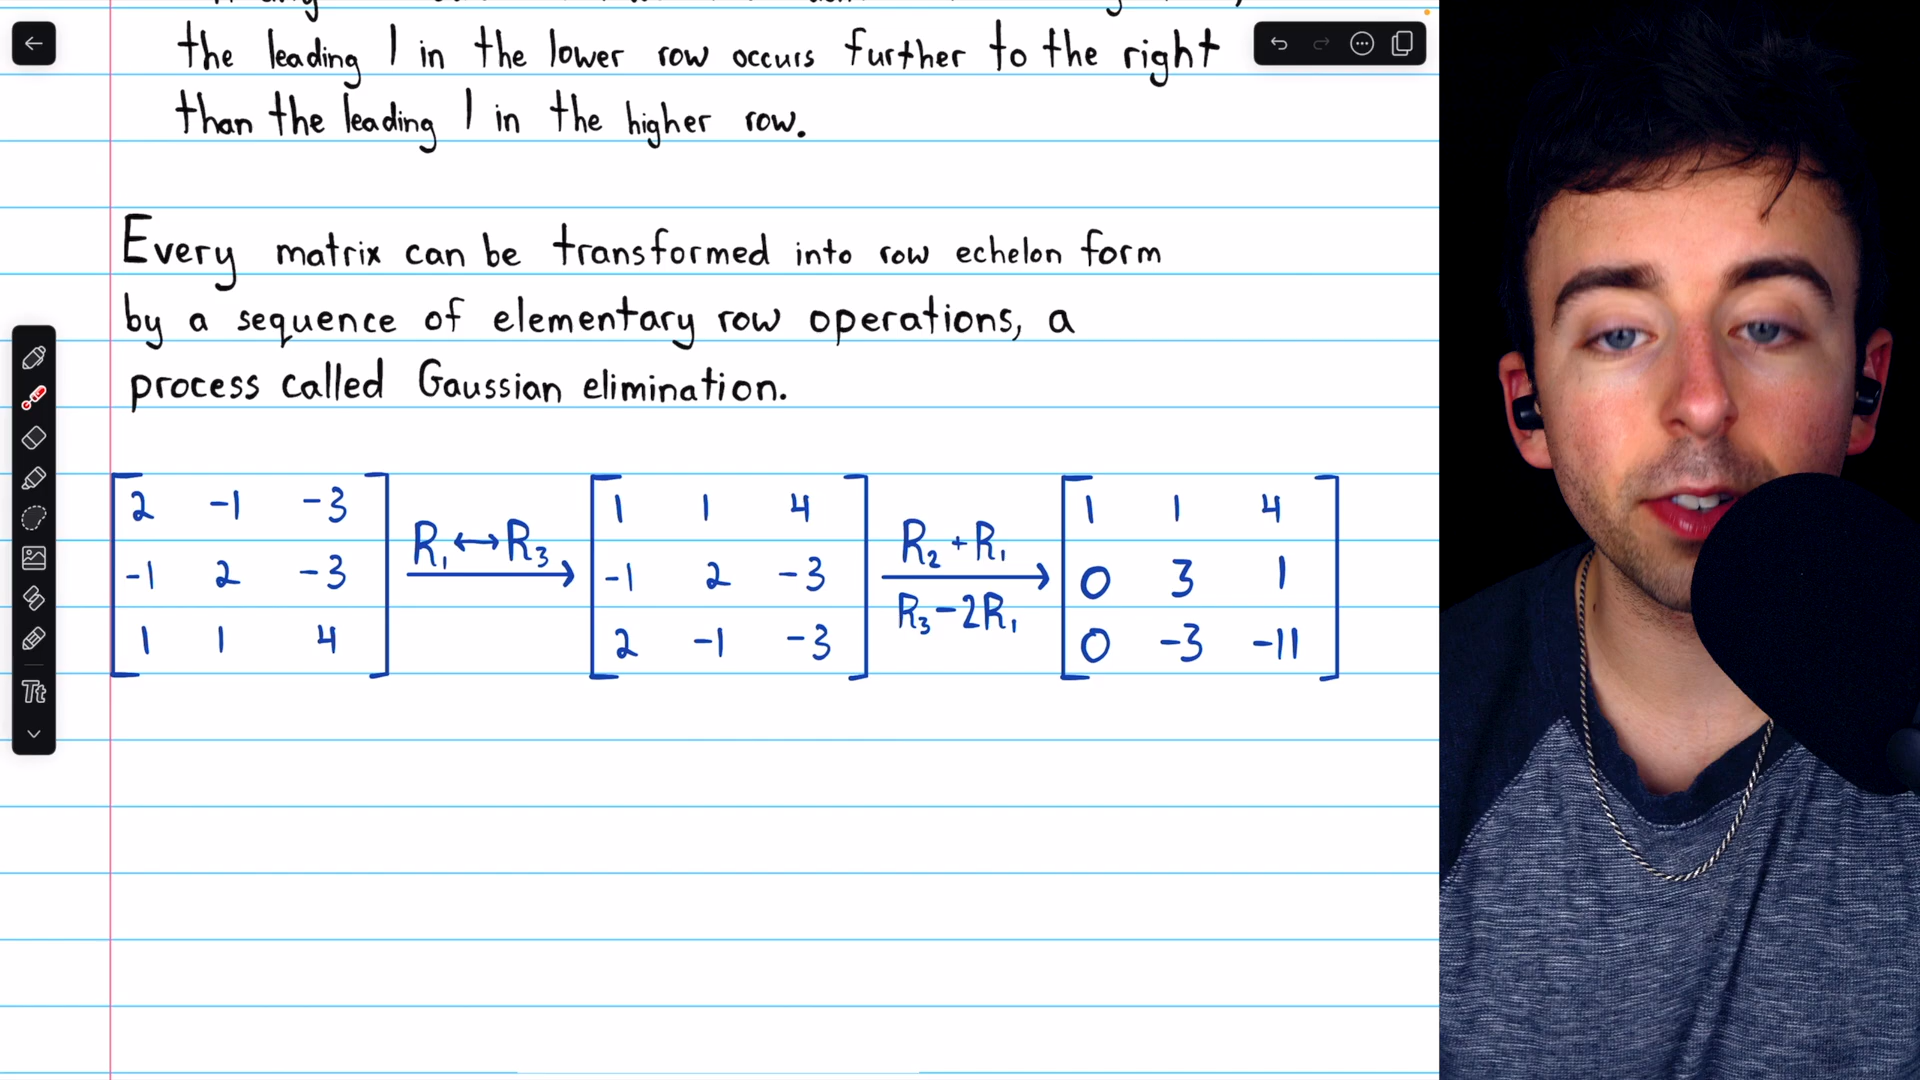 the leading 1 in the lower row occurs further to the right
than the leading 1 in the higher row.
Every matrix can be transformed into row echelon form
by a sequence of elementary row operations, a
process called Gaussian elimination.
2 -1 -3
-1 2 -3
1 1 4
R₁ ↔ R₃
1 1 4
-1 2 -3
2 -1 -3
R₂ + R₁
R₃ - 2R₁
1 1 4
0 3 1
0 -3 -11
Tt